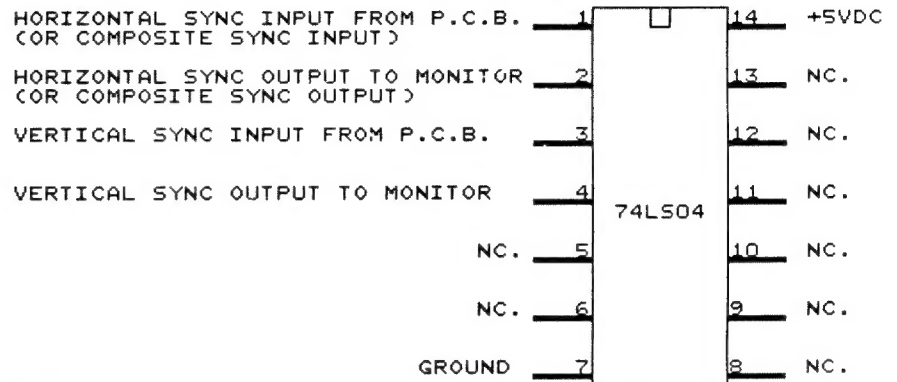 HORIZONTAL SYNC INPUT FROM P.C.B. 1 14 +5VDC
(OR COMPOSITE SYNC INPUT)
HORIZONTAL SYNC OUTPUT TO MONITOR 2 13 NC.
(OR COMPOSITE SYNC OUTPUT)
VERTICAL SYNC INPUT FROM P.C.B. 3 12 NC.
VERTICAL SYNC OUTPUT TO MONITOR 4 11 NC.
74LS04
NC. 5 10 NC.
NC. 6 9 NC.
GROUND 7 8 NC.